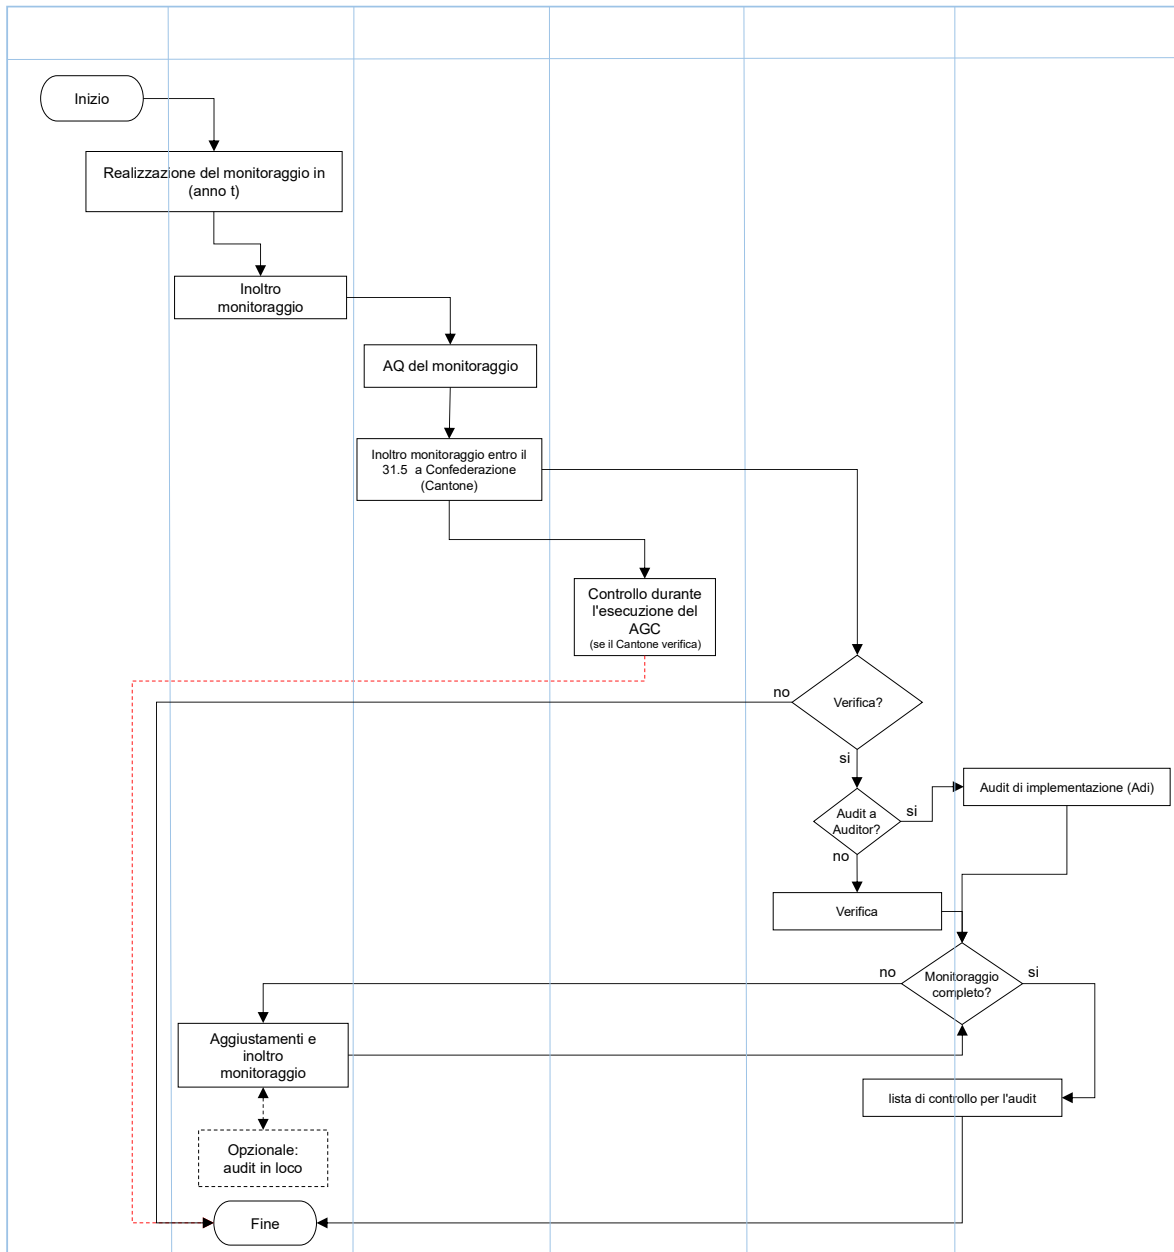 Inizio
Realizzazione del monitoraggio in
(anno t)
Inoltro
monitoraggio
AQ del monitoraggio
Inoltro monitoraggio entro il
31.5 a Confederazione
(Cantone)
Controllo durante
l'esecuzione del
AGC
(se il Cantone verifica)
no
Verifica?
si
Audit a
Auditor?
si
Audit di implementazione (Adi)
no
Verifica
no
Monitoraggio
completo?
si
Aggiustamenti e
inoltro
monitoraggio
lista di controllo per l'audit
Opzionale:
audit in loco
Fine